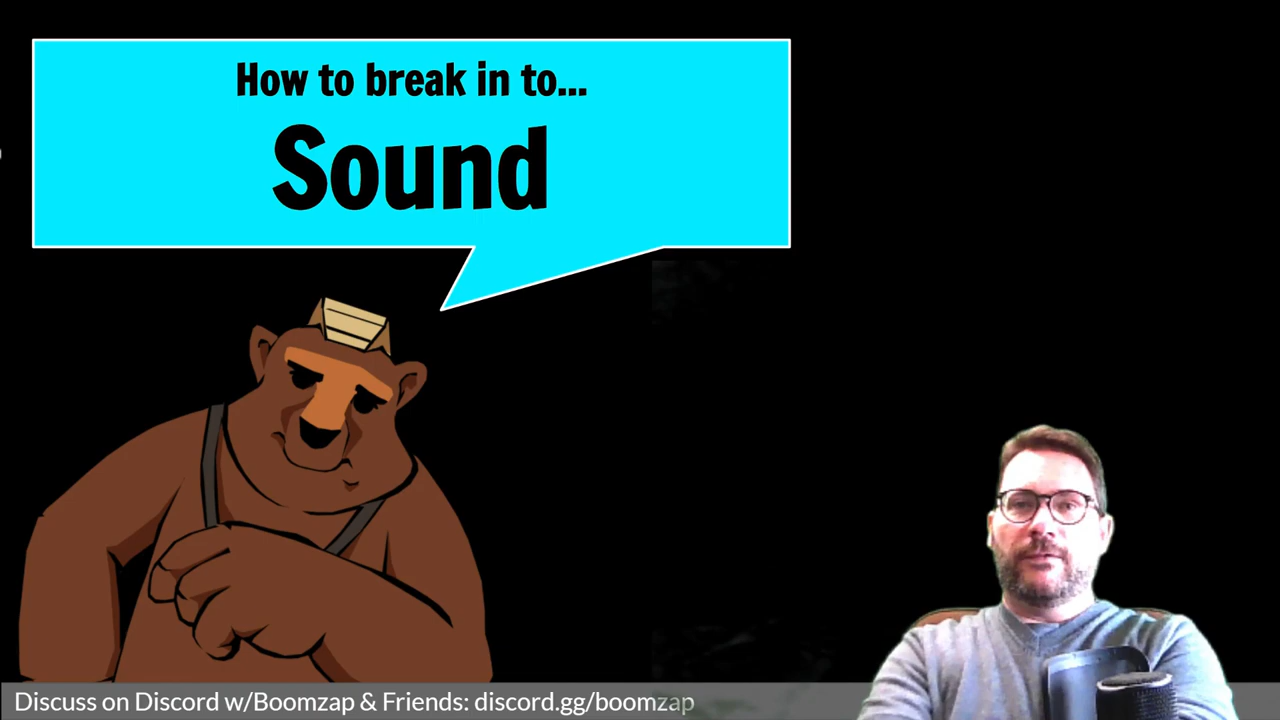 How to break in to...
Sound
Discuss on Discord w/Boomzap & Friends: discord.gg/boomzap